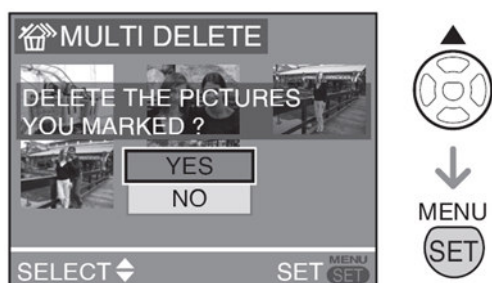 MULTI DELETE
DELETE THE PICTURES
YOU MARKED ?
YES
NO
SELECT
SET MENU SET
MENU
SET